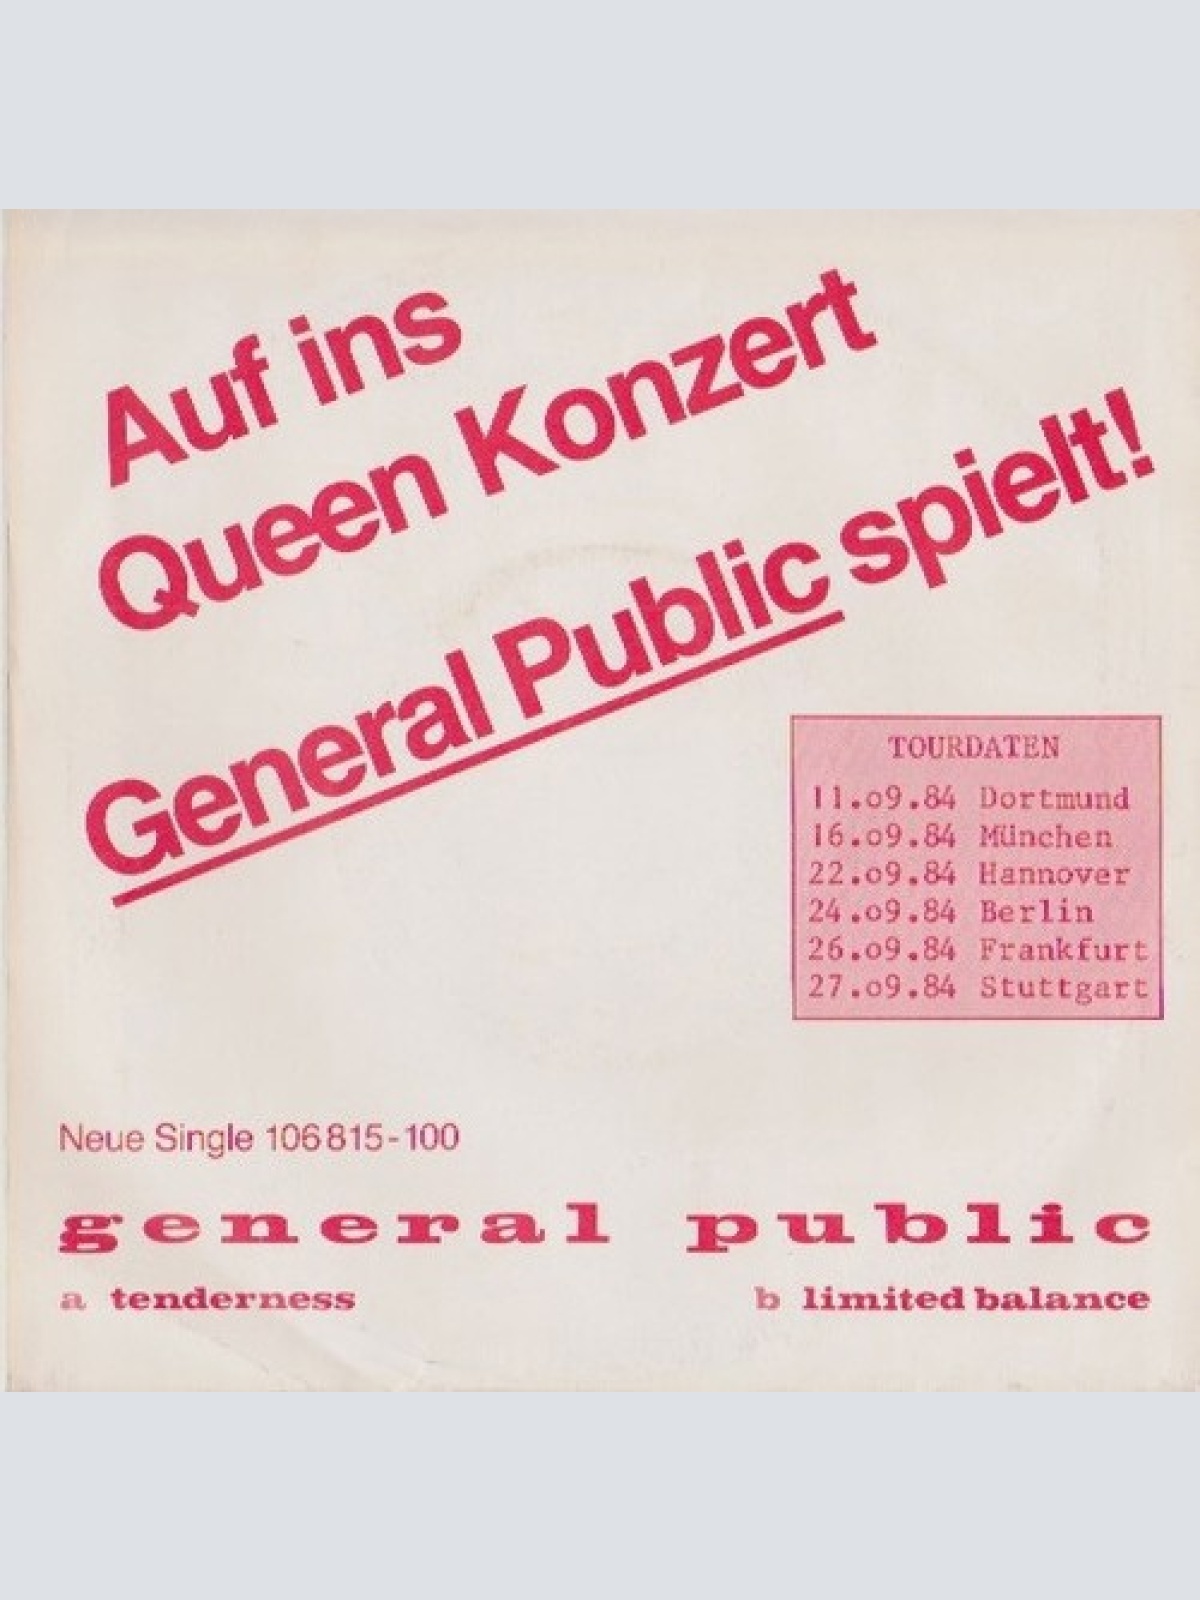 Auf ins
Queen Konzert
General Public spielt!
TOURDATEN
11.o9.84 Dortmund
16.o9.84 München
22.o9.84 Hannover
24.o9.84 Berlin
26.o9.84 Frankfurt
27.o9.84 Stuttgart
Neue Single 106815-100
general public
a tenderness b limited balance